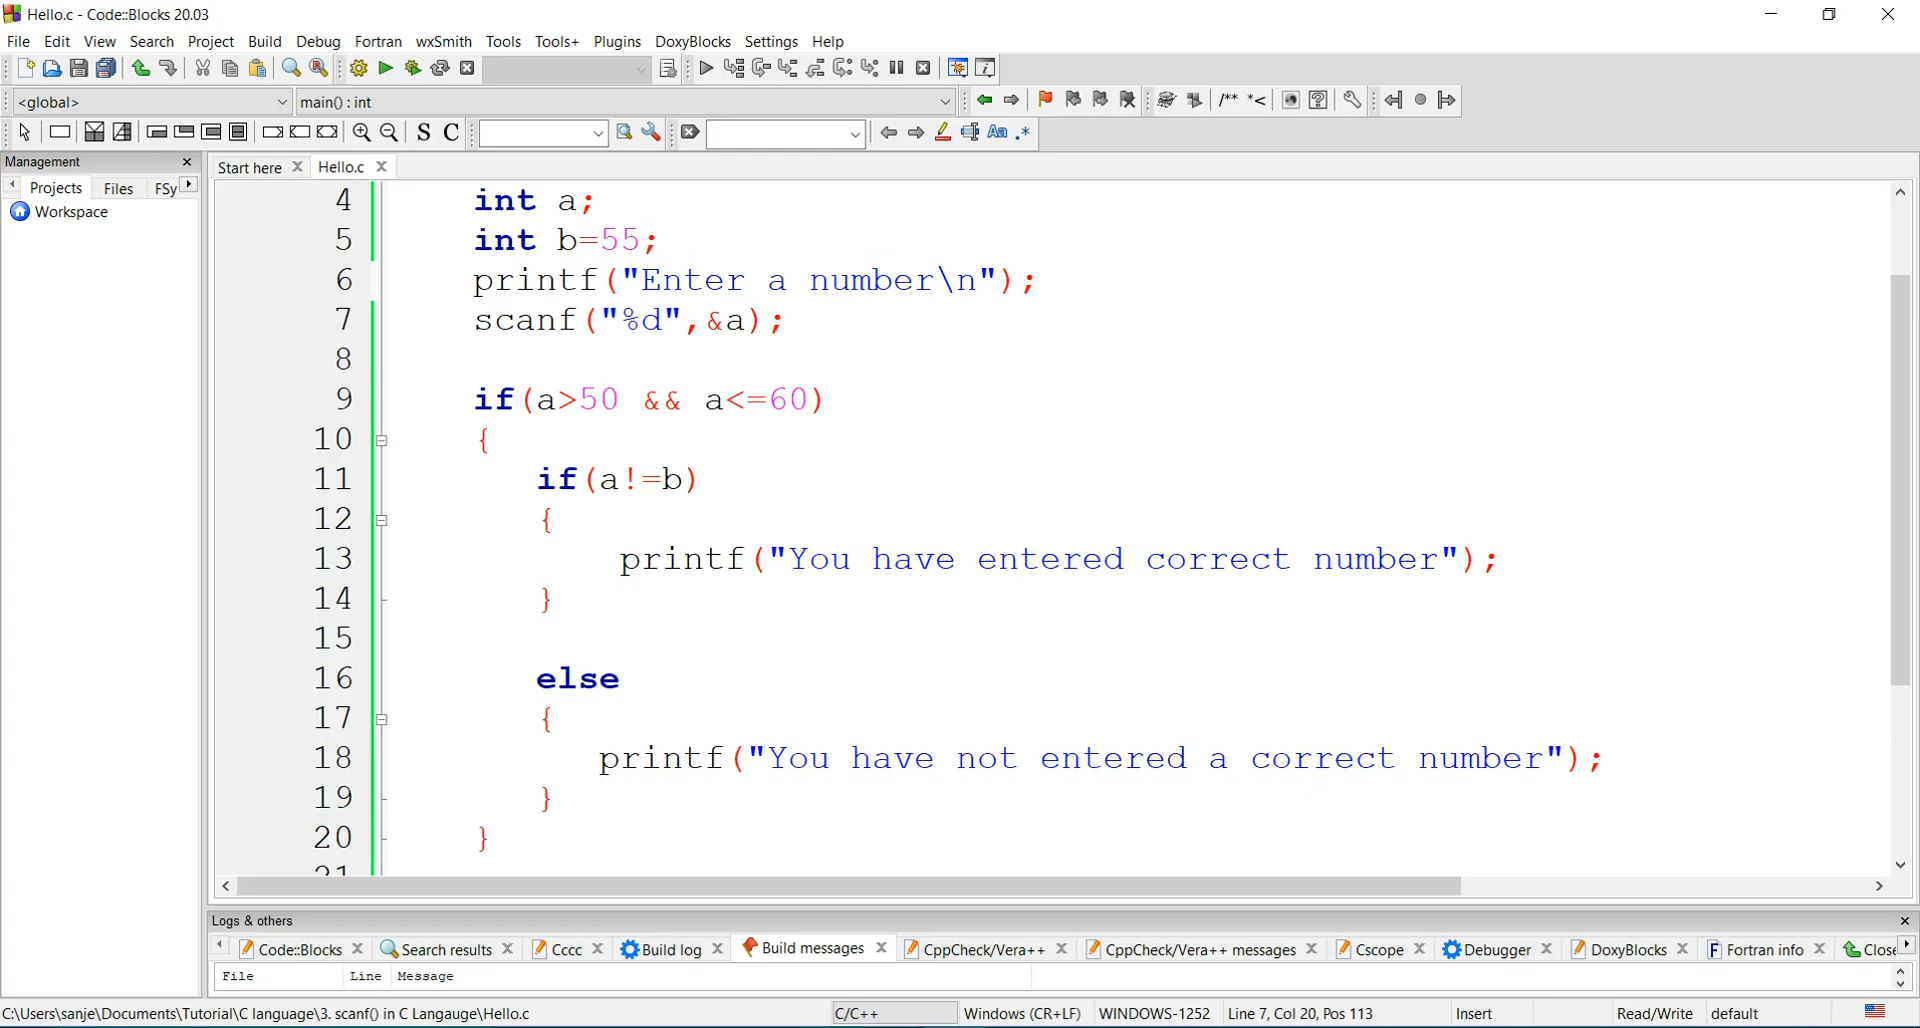 Hello.c - Code::Blocks 20.03
File Edit View Search Project Build Debug Fortran wxSmith Tools Tools+ Plugins DoxyBlocks Settings Help
<global> main() : int /** *<
S C Aa .*
Management
Start here Hello.c
Projects Files FSy
Workspace
4 int a;
5 int b=55;
6 printf("Enter a number\n");
7 scanf("%d",&a);
8
9 if(a>50 && a<=60)
10 {
11 if(a!=b)
12 {
13 printf("You have entered correct number");
14 }
15
16 else
17 {
18 printf("You have not entered a correct number");
19 }
20 }
21
Logs & others
Code::Blocks Search results Cccc Build log Build messages CppCheck/Vera++ CppCheck/Vera++ messages Cscope Debugger DoxyBlocks Fortran info Close
File Line Message
C:\Users\sanje\Documents\Tutorial\C language\3. scanf() in C Langauge\Hello.c C/C++ Windows (CR+LF) WINDOWS-1252 Line 7, Col 20, Pos 113 Insert Read/Write default